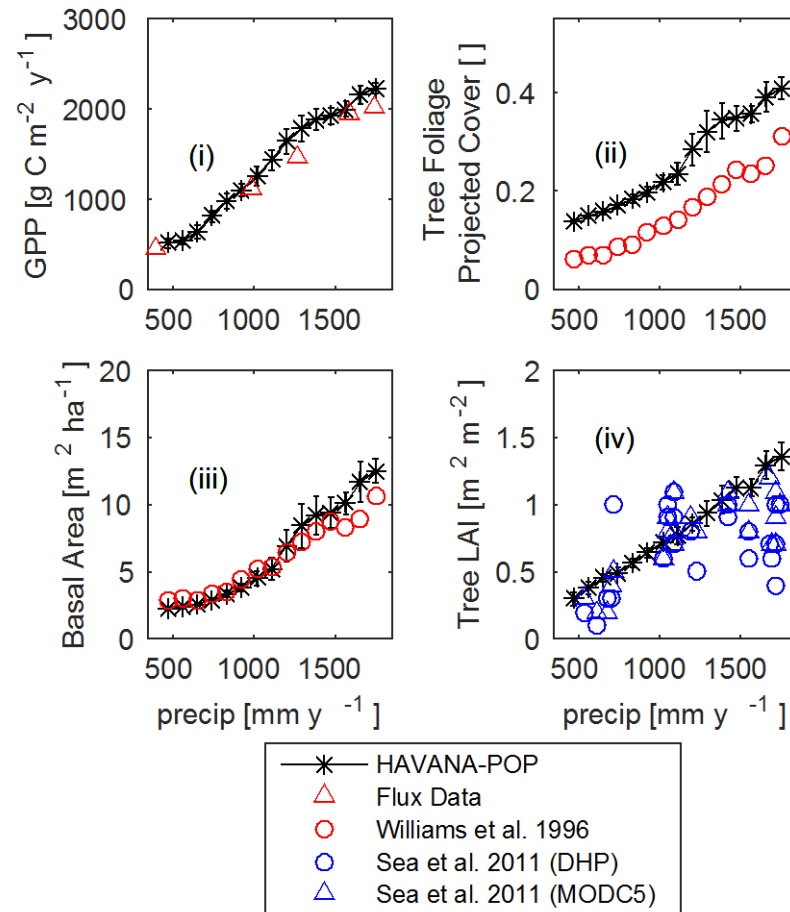 3000
2000
1000
0
GPP [g C m⁻² y⁻¹]
(i)
500 1000 1500
0.4
0.2
0
Tree Foliage
Projected Cover [ ]
(ii)
500 1000 1500
20
15
10
5
0
Basal Area [m² ha⁻¹]
(iii)
500 1000 1500
precip [mm y ⁻¹ ]
2
1.5
1
0.5
0
Tree LAI [m² m⁻²]
(iv)
500 1000 1500
precip [mm y ⁻¹ ]
HAVANA-POP
Flux Data
Williams et al. 1996
Sea et al. 2011 (DHP)
Sea et al. 2011 (MODC5)